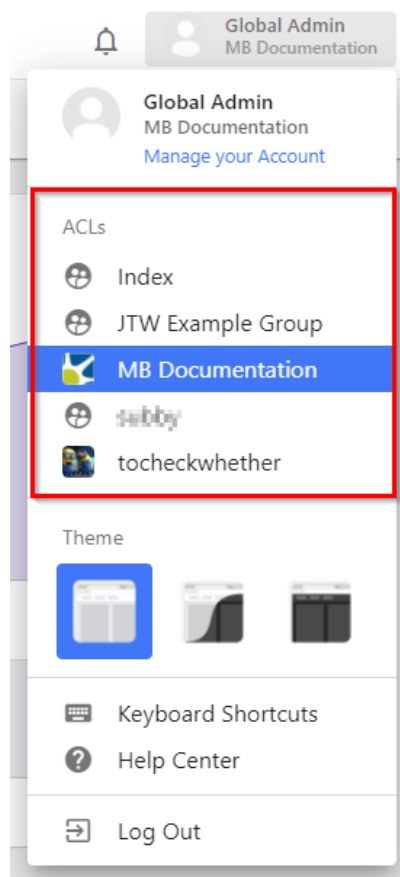 Global Admin
MB Documentation
Global Admin
MB Documentation
Manage your Account
ACLs
Index
JTW Example Group
MB Documentation
tocheckwhether
Theme
Keyboard Shortcuts
Help Center
Log Out